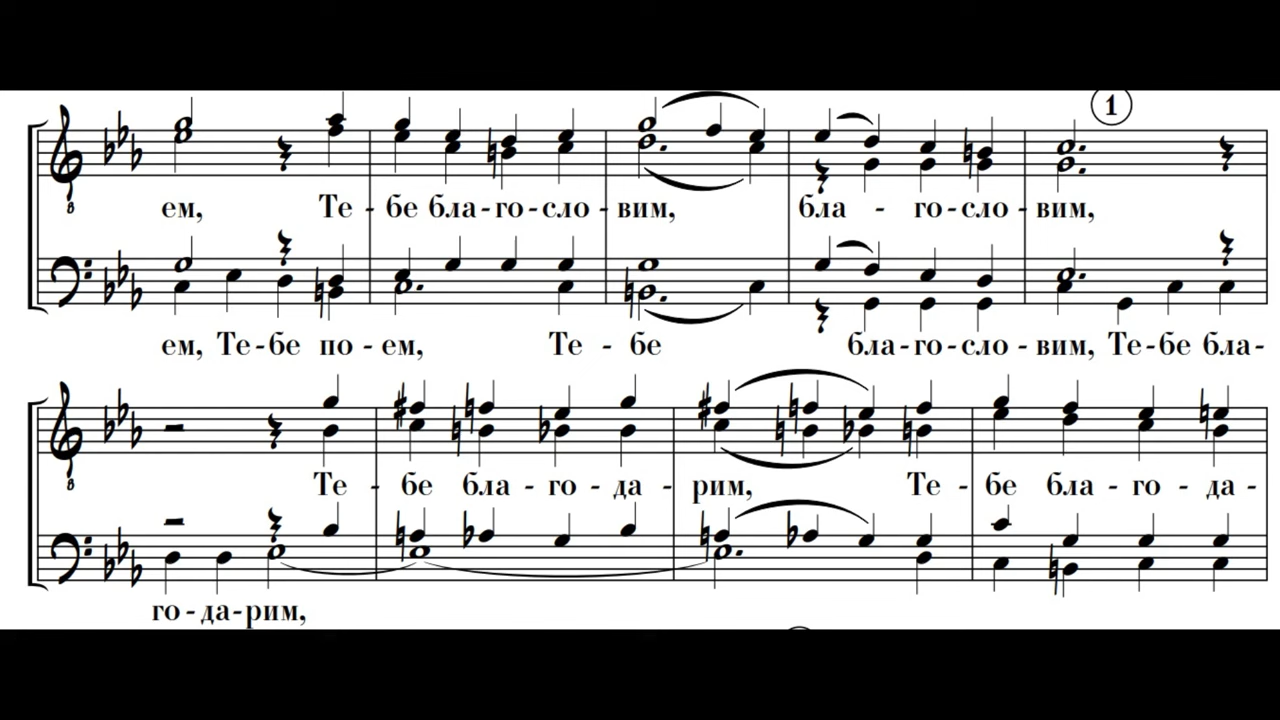 1
ем, Те - бе бла - го - сло - вим, бла - го - сло - вим,
8
ем, Те - бе по - ем, Те - бе бла - го - сло - вим, Те - бе бла -
Те - бе бла - го - да - рим, Те - бе бла - го - да -
8
го - да - рим,